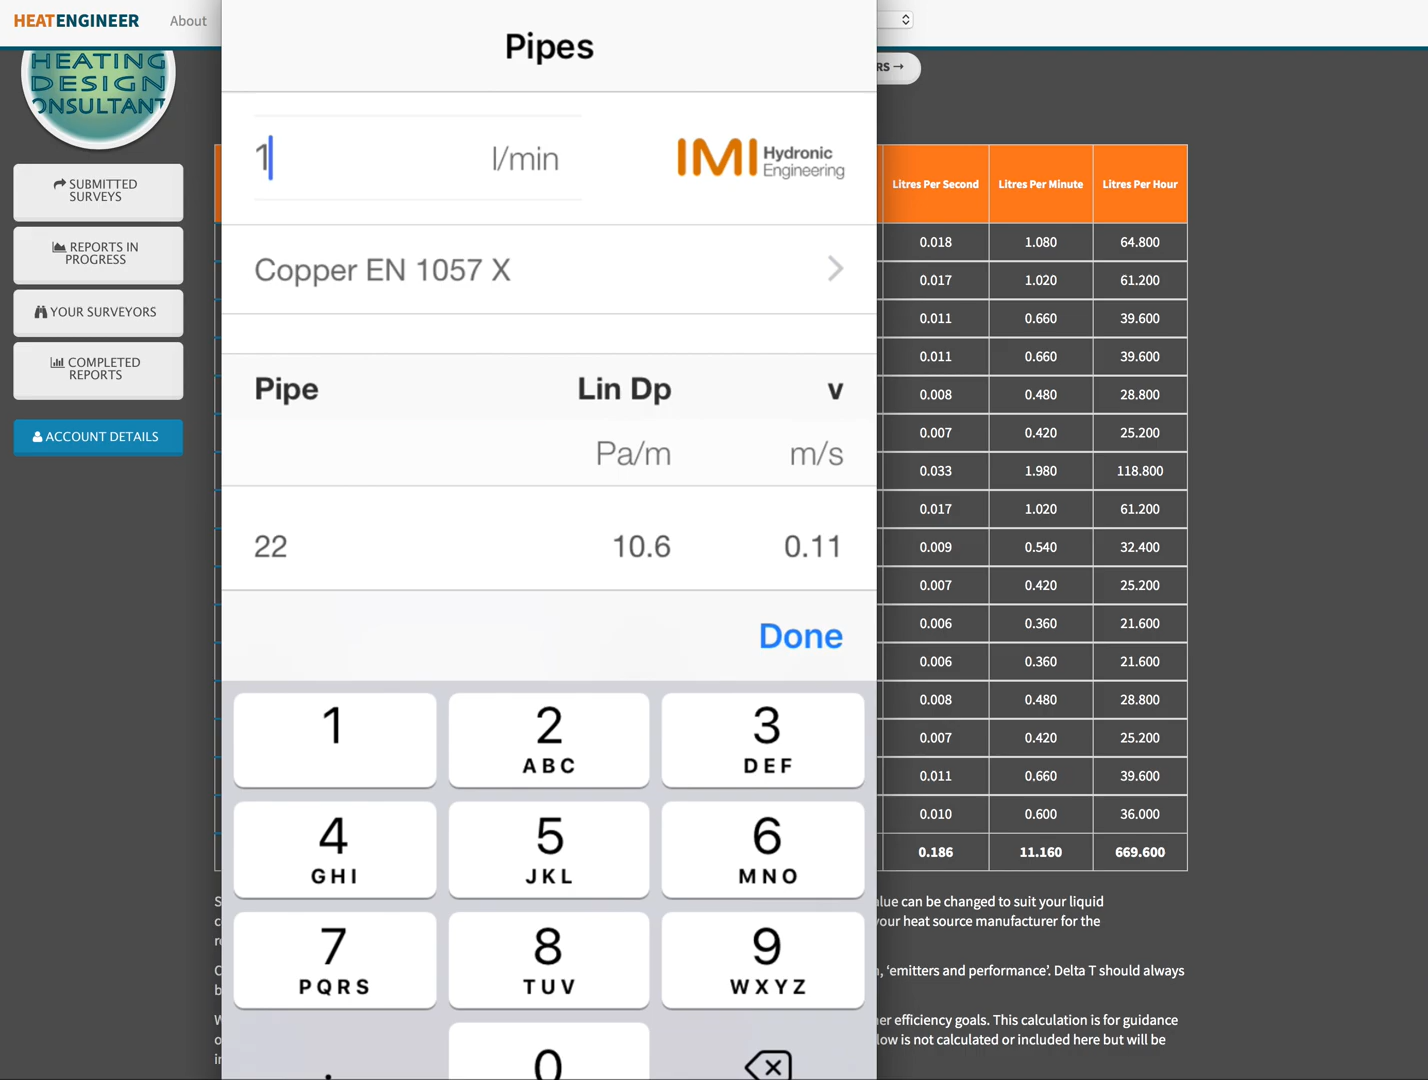 HEATENGINEER
About
Pipes
RS →
HEATING
DESIGN
ONSULTANT
1
l/min
IMI Hydronic
Engineering
SUBMITTED
SURVEYS
REPORTS IN
PROGRESS
YOUR SURVEYORS
COMPLETED
REPORTS
ACCOUNT DETAILS
Copper EN 1057 X
Pipe Lin Dp v
Pa/m m/s
22 10.6 0.11
Done
1
2
ABC
3
DEF
4
GHI
5
JKL
6
MNO
7
PQRS
8
TUV
9
WXYZ
.
0
Litres Per Second Litres Per Minute Litres Per Hour
0.018 1.080 64.800
0.017 1.020 61.200
0.011 0.660 39.600
0.011 0.660 39.600
0.008 0.480 28.800
0.007 0.420 25.200
0.033 1.980 118.800
0.017 1.020 61.200
0.009 0.540 32.400
0.007 0.420 25.200
0.006 0.360 21.600
0.006 0.360 21.600
0.008 0.480 28.800
0.007 0.420 25.200
0.011 0.660 39.600
0.010 0.600 36.000
0.186 11.160 669.600
can be changed to suit your liquid
your heat source manufacturer for the
, ‘emitters and performance’. Delta T should always
efficiency goals. This calculation is for guidance
is not calculated or included here but will be